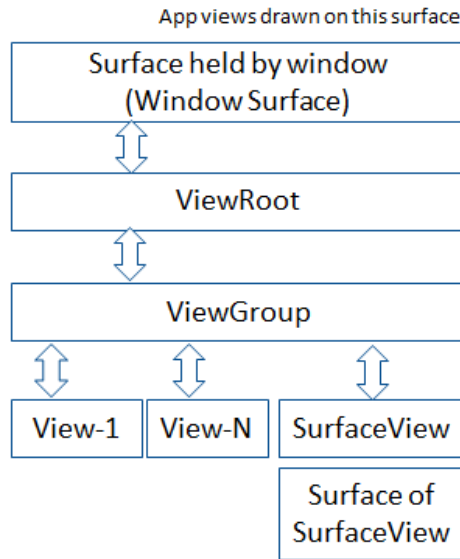 App views drawn on this surface
Surface held by window
(Window Surface)
ViewRoot
ViewGroup
View-1
View-N
SurfaceView
Surface of
SurfaceView